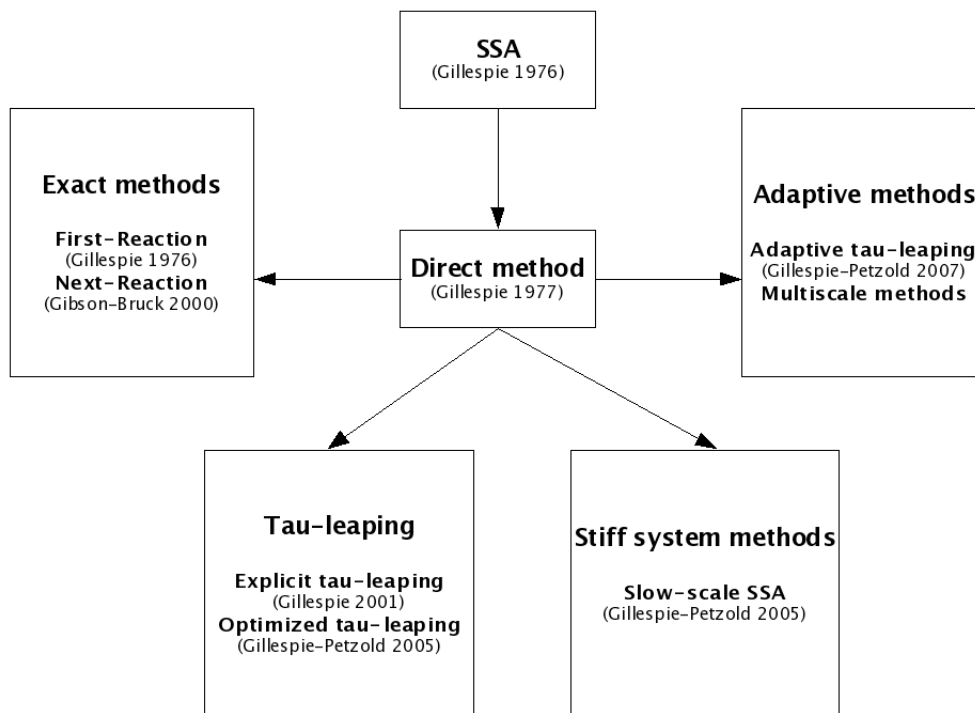 SSA
(Gillespie 1976)
Exact methods
First-Reaction
(Gillespie 1976)
Next-Reaction
(Gibson-Bruck 2000)
Direct method
(Gillespie 1977)
Adaptive methods
Adaptive tau-leaping
(Gillespie-Petzold 2007)
Multiscale methods
Tau-leaping
Explicit tau-leaping
(Gillespie 2001)
Optimized tau-leaping
(Gillespie-Petzold 2005)
Stiff system methods
Slow-scale SSA
(Gillespie-Petzold 2005)